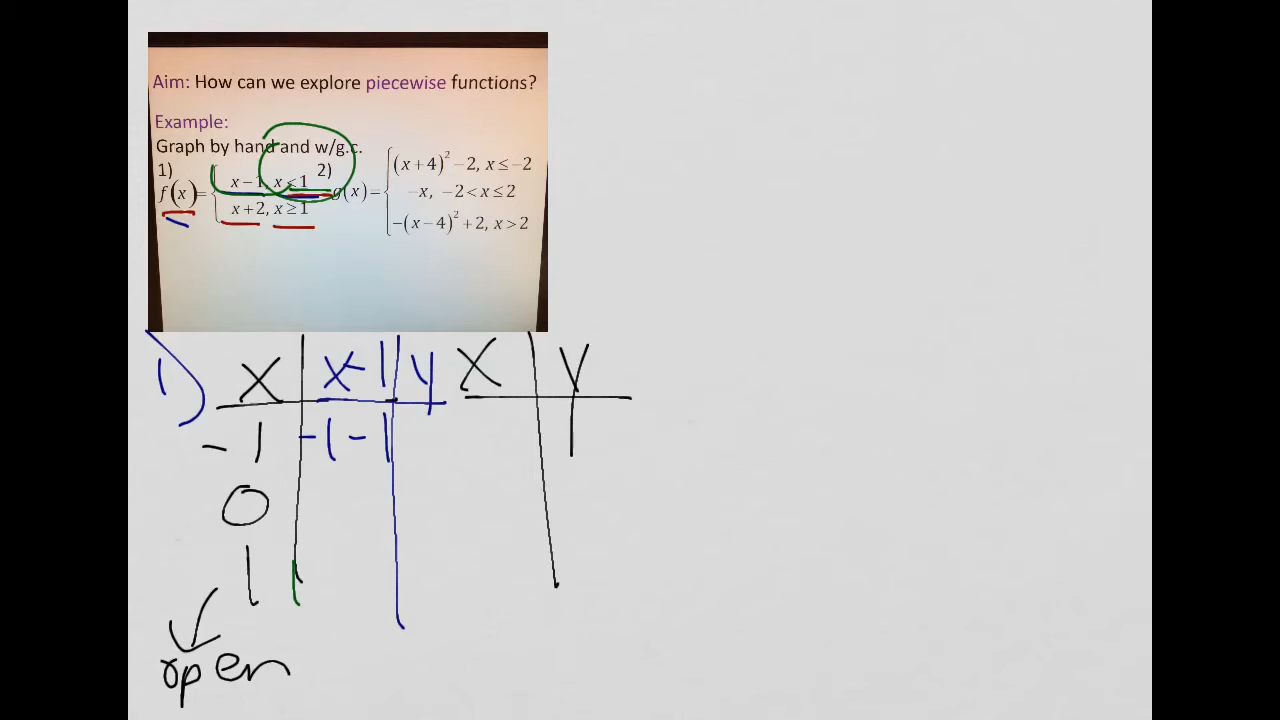 Aim: How can we explore piecewise functions?
Example:
Graph by hand and w/g.c.
1) f(x) = { x − 1, x < 1
x + 2, x ≥ 1
2) g(x) = { (x + 4)² − 2, x ≤ −2
−x, −2 < x ≤ 2
−(x − 4)² + 2, x > 2
1) x | x-1 | y x | y
-1 | -1-1
0
1
open